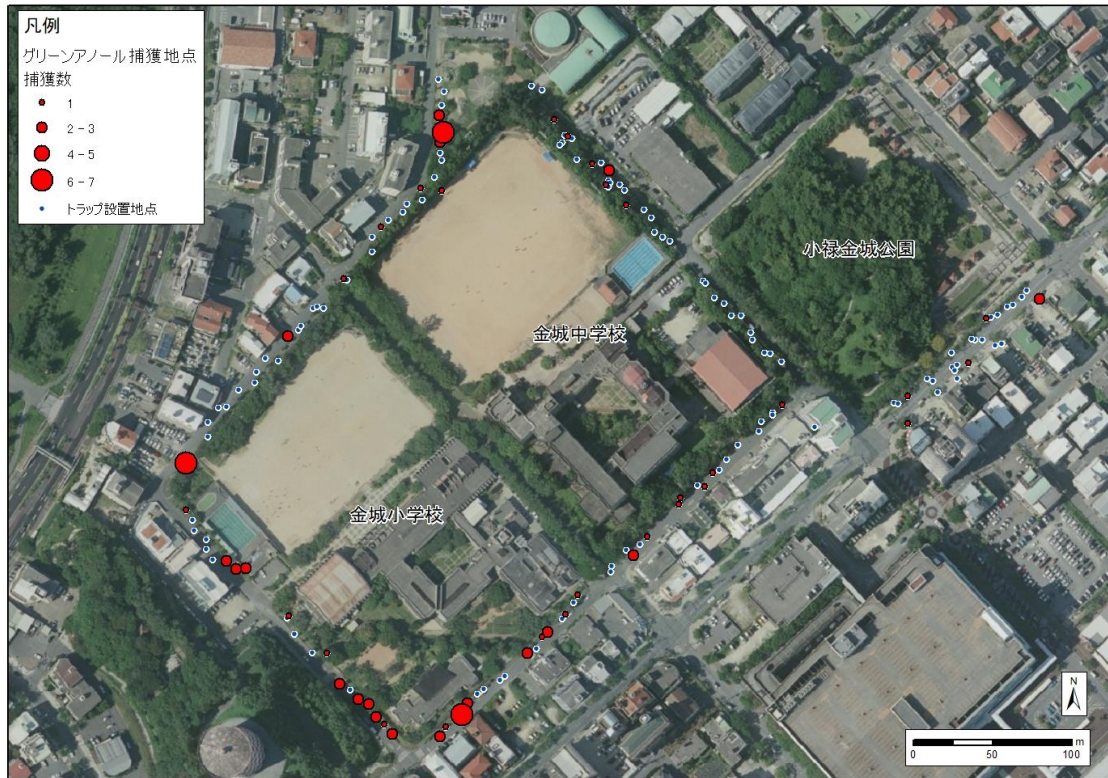 凡例
グリーンアノール捕獲地点
捕獲数
1
2 - 3
4 - 5
6 - 7
トラップ設置地点
小禄金城公園
金城中学校
金城小学校
N
m
0 50 100